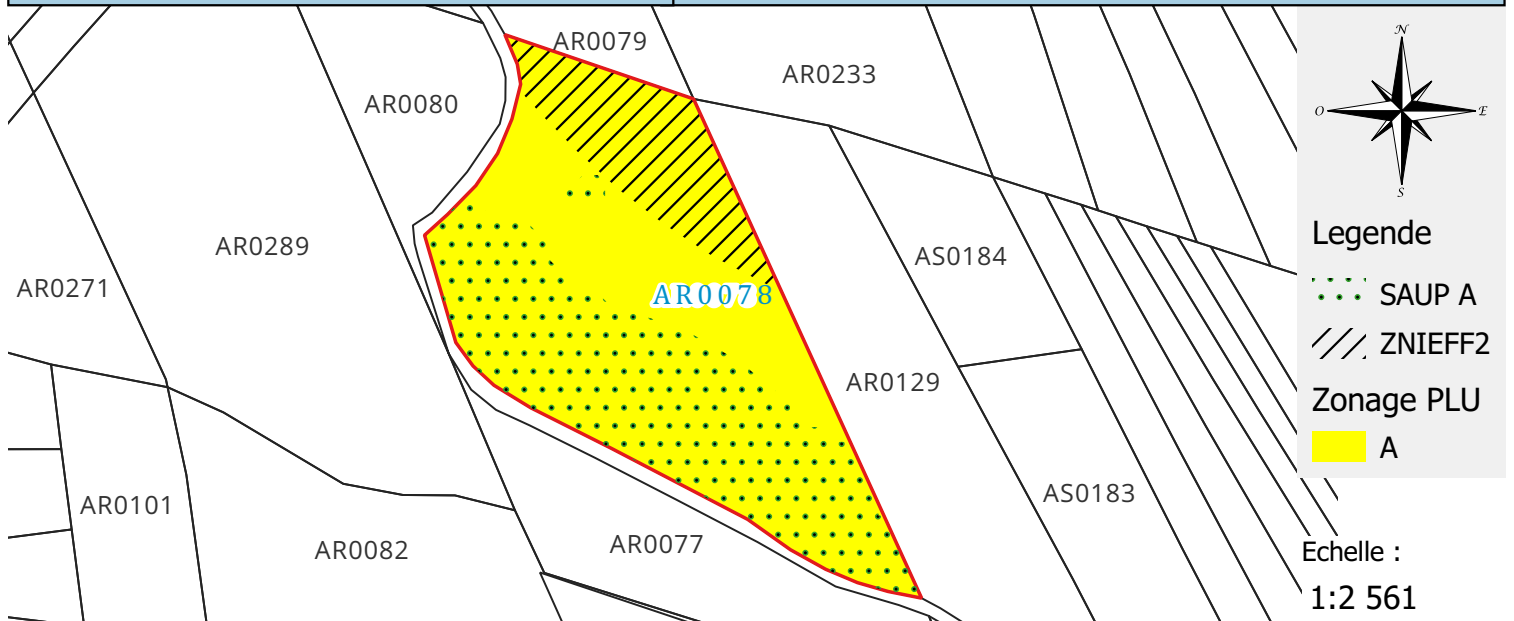 AR0079
AR0233
AR0080
AR0289
AS0184
AR0271
AR0078
AR0129
AR0101
AS0183
AR0082
AR0077
N
O
E
S
Legende
SAUP A
ZNIEFF2
Zonage PLU
A
Echelle :
1:2 561